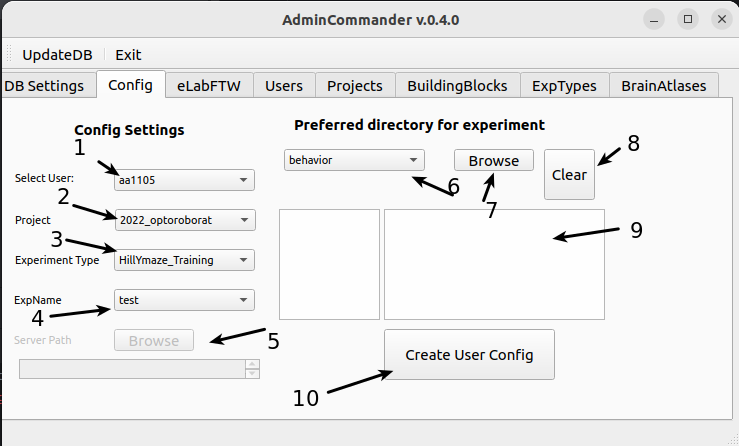 AdminCommander v.0.4.0
UpdateDB Exit
DB Settings Config eLabFTW Users Projects BuildingBlocks ExpTypes BrainAtlases
Config Settings
Preferred directory for experiment
1
8
behavior Browse Clear
Select User: aa1105
6
7
2
Project 2022_optoroborat
9
3
Experiment Type HillYmaze_Training
ExpName test
4
5
Server Path Browse
Create User Config
10